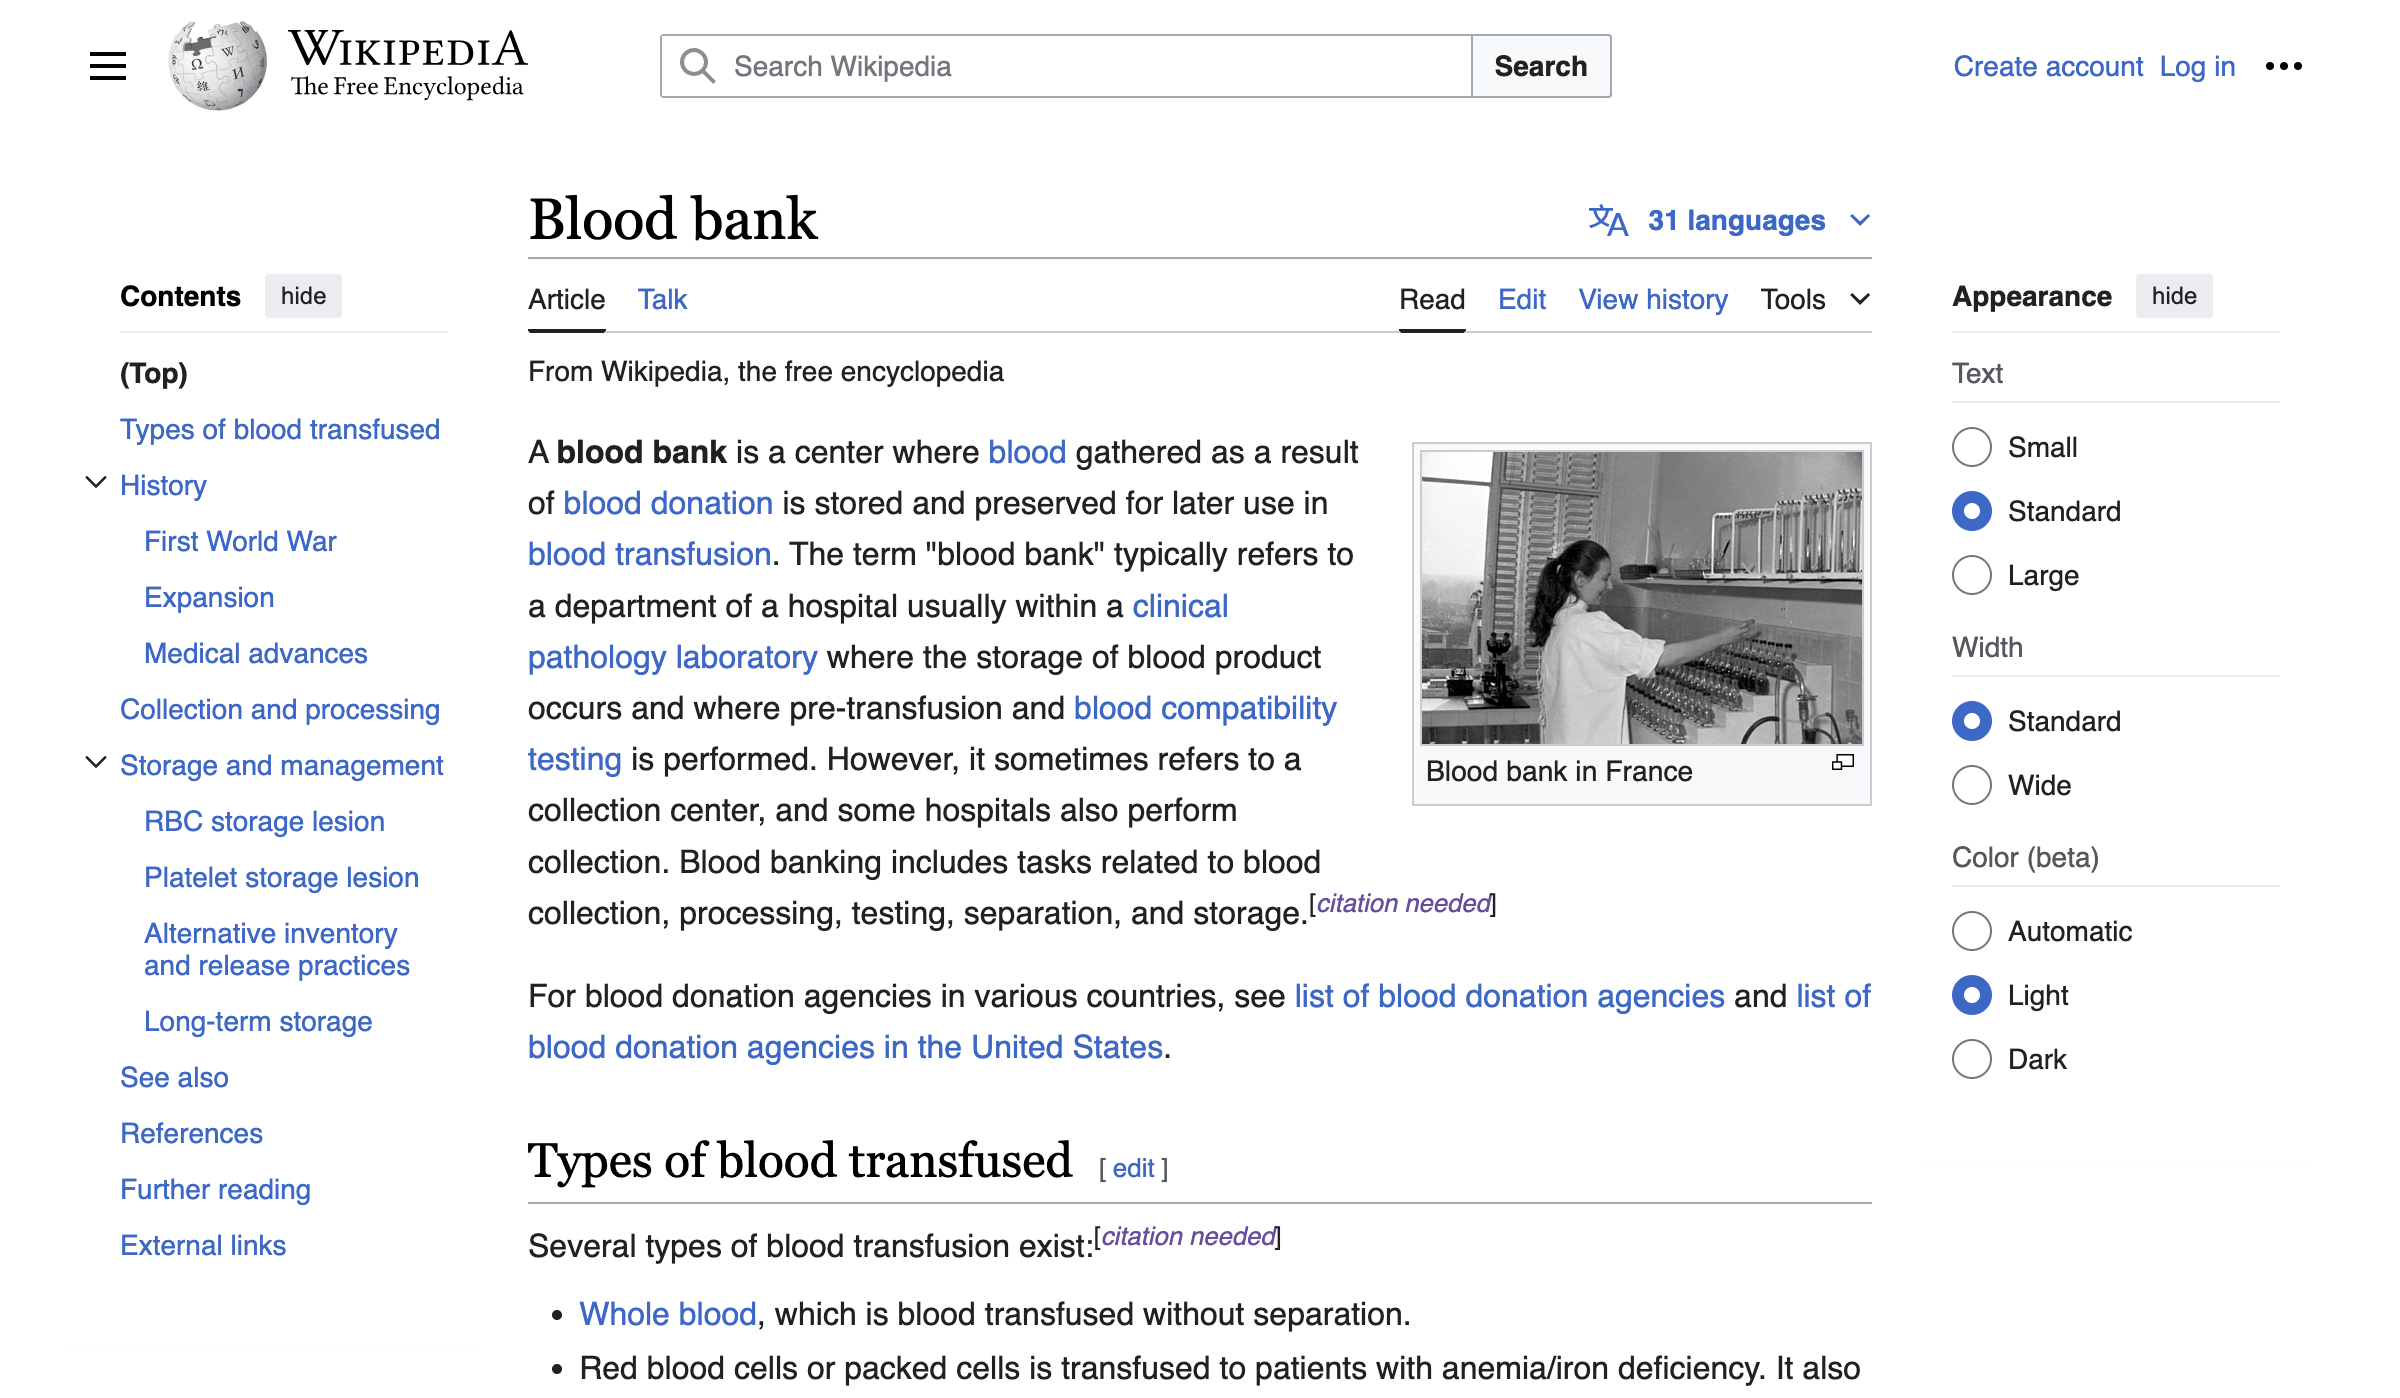 WIKIPEDIA
The Free Encyclopedia
Search Wikipedia
Search
Create account Log in
Blood bank
31 languages
Contents hide
(Top)
Types of blood transfused
History
First World War
Expansion
Medical advances
Collection and processing
Storage and management
RBC storage lesion
Platelet storage lesion
Alternative inventory
and release practices
Long-term storage
See also
References
Further reading
External links
Article Talk
Read Edit View history Tools
From Wikipedia, the free encyclopedia
A blood bank is a center where blood gathered as a result
of blood donation is stored and preserved for later use in
blood transfusion. The term "blood bank" typically refers to
a department of a hospital usually within a clinical
pathology laboratory where the storage of blood product
occurs and where pre-transfusion and blood compatibility
testing is performed. However, it sometimes refers to a
collection center, and some hospitals also perform
collection. Blood banking includes tasks related to blood
collection, processing, testing, separation, and storage.[citation needed]
Blood bank in France
For blood donation agencies in various countries, see list of blood donation agencies and list of
blood donation agencies in the United States.
Types of blood transfused [ edit ]
Several types of blood transfusion exist:[citation needed]
• Whole blood, which is blood transfused without separation.
• Red blood cells or packed cells is transfused to patients with anemia/iron deficiency. It also
Appearance hide
Text
Small
Standard
Large
Width
Standard
Wide
Color (beta)
Automatic
Light
Dark